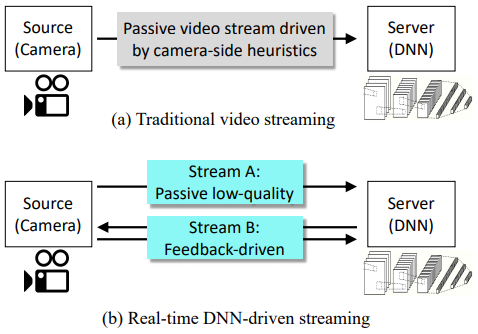 Source
(Camera)
Passive video stream driven
by camera-side heuristics
Server
(DNN)
(a) Traditional video streaming
Source
(Camera)
Stream A:
Passive low-quality
Stream B:
Feedback-driven
Server
(DNN)
(b) Real-time DNN-driven streaming